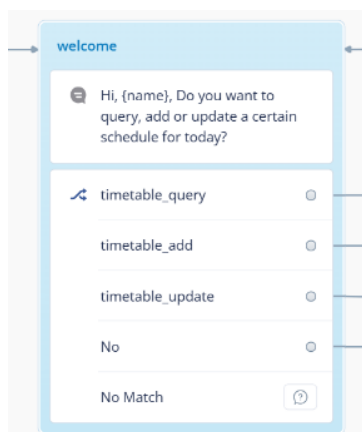 welcome
Hi, {name}, Do you want to
query, add or update a certain
schedule for today?
timetable_query
timetable_add
timetable_update
No
No Match